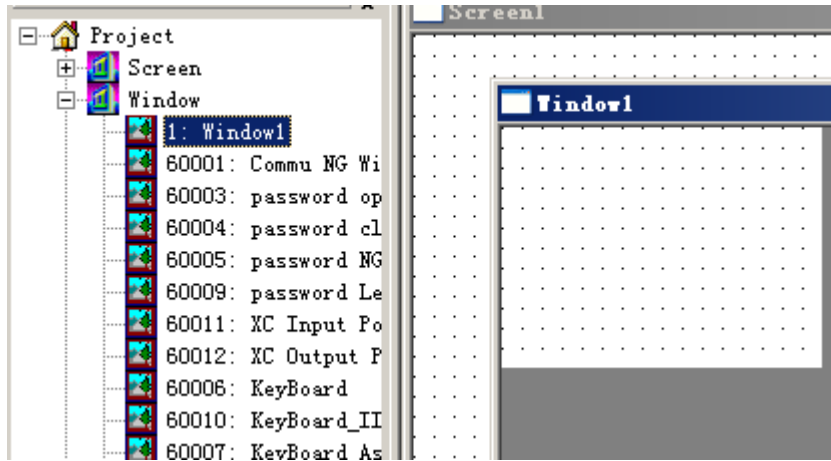 Project
Screen
Window
1: Window1
60001: Commu NG Wi
60003: password op
60004: password cl
60005: password NG
60009: password Le
60011: XC Input Po
60012: XC Output P
60006: KeyBoard
60010: KeyBoard_II
60007: KeyBoard As
Screen1
Window1